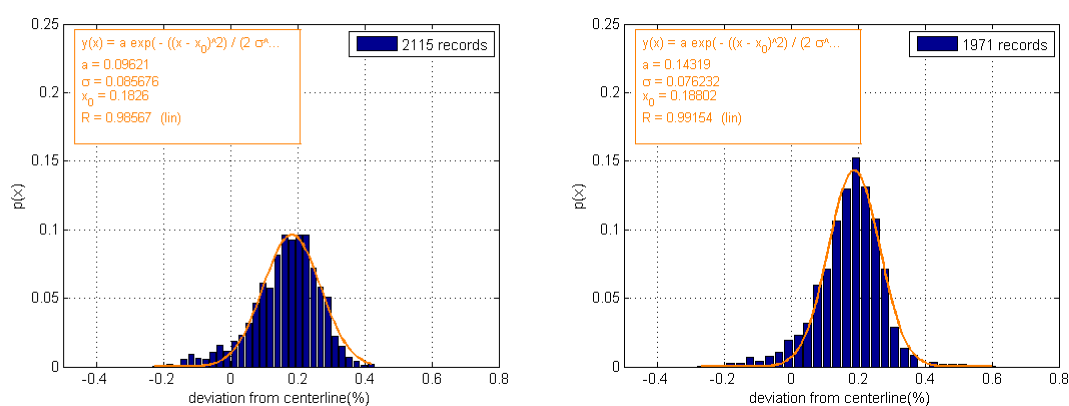 0.25
0.2
0.15
0.1
0.05
0
p(x)
y(x) = a exp( - ((x - x0)^2) / (2 σ^...
a = 0.09621
σ = 0.085676
x0 = 0.1826
R = 0.98567 (lin)
2115 records
-0.4 -0.2 0 0.2 0.4 0.6 0.8
deviation from centerline(%)
0.25
0.2
0.15
0.1
0.05
0
p(x)
y(x) = a exp( - ((x - x0)^2) / (2 σ^...
a = 0.14319
σ = 0.076232
x0 = 0.18802
R = 0.99154 (lin)
1971 records
-0.4 -0.2 0 0.2 0.4 0.6 0.8
deviation from centerline(%)